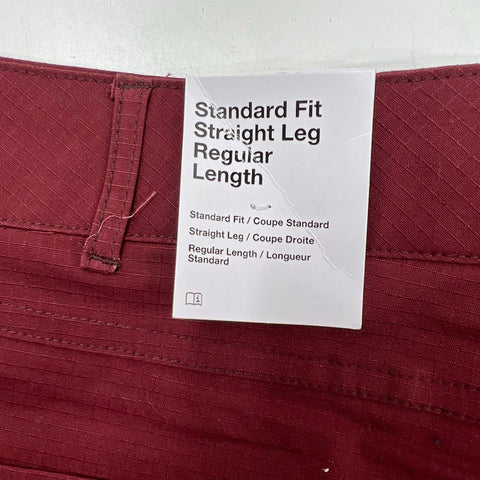 Standard Fit
Straight Leg
Regular
Length
Standard Fit / Coupe Standard
Straight Leg / Coupe Droite
Regular Length / Longueur
Standard